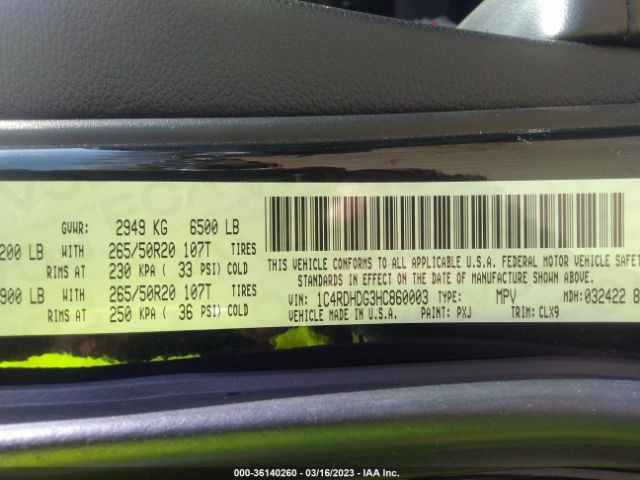 GVWR: 2949 KG 6500 LB
200 LB WITH 265/50R20 107T TIRES
RIMS AT 230 KPA ( 33 PSI) COLD
900 LB WITH 265/50R20 107T TIRES
RIMS AT 250 KPA ( 36 PSI) COLD
THIS VEHICLE CONFORMS TO ALL APPLICABLE U.S.A. FEDERAL MOTOR VEHICLE SAFET
STANDARDS IN EFFECT ON THE DATE OF MANUFACTURE SHOWN ABOVE.
VIN: 1C4RDHDG3HC860003 TYPE: MPV MDH: 032422 8
VEHICLE MADE IN U.S.A. PAINT: PXJ TRIM: CLX9
000-36140260 - 03/16/2023 - IAA Inc.